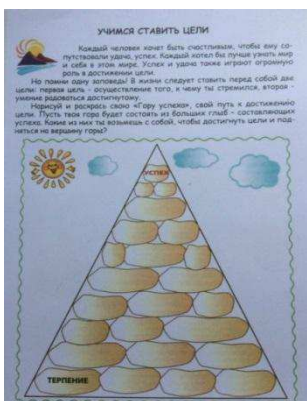 УЧИМСЯ СТАВИТЬ ЦЕЛИ
Каждый человек хочет быть счастливым, чтобы ему со-
путствовали удача, успех. Каждый хотел бы лучше узнать мир
и себя в этом мире. Успех и удача также играют огромную
роль в достижении цели.
Но помни одну заповедь! В жизни следует ставить перед собой две
цели: первая цель - осуществление того, к чему ты стремился, вторая -
умение радоваться достигнутому.
Нарисуй и раскрась свою «Гору успеха», свой путь к достижению
цели. Пусть твоя гора будет состоять из больших глыб - составляющих
успеха. Какие из них ты возьмешь с собой, чтобы достигнуть цели и под-
няться на вершину горы?
УСПЕХ
ТЕРПЕНИЕ